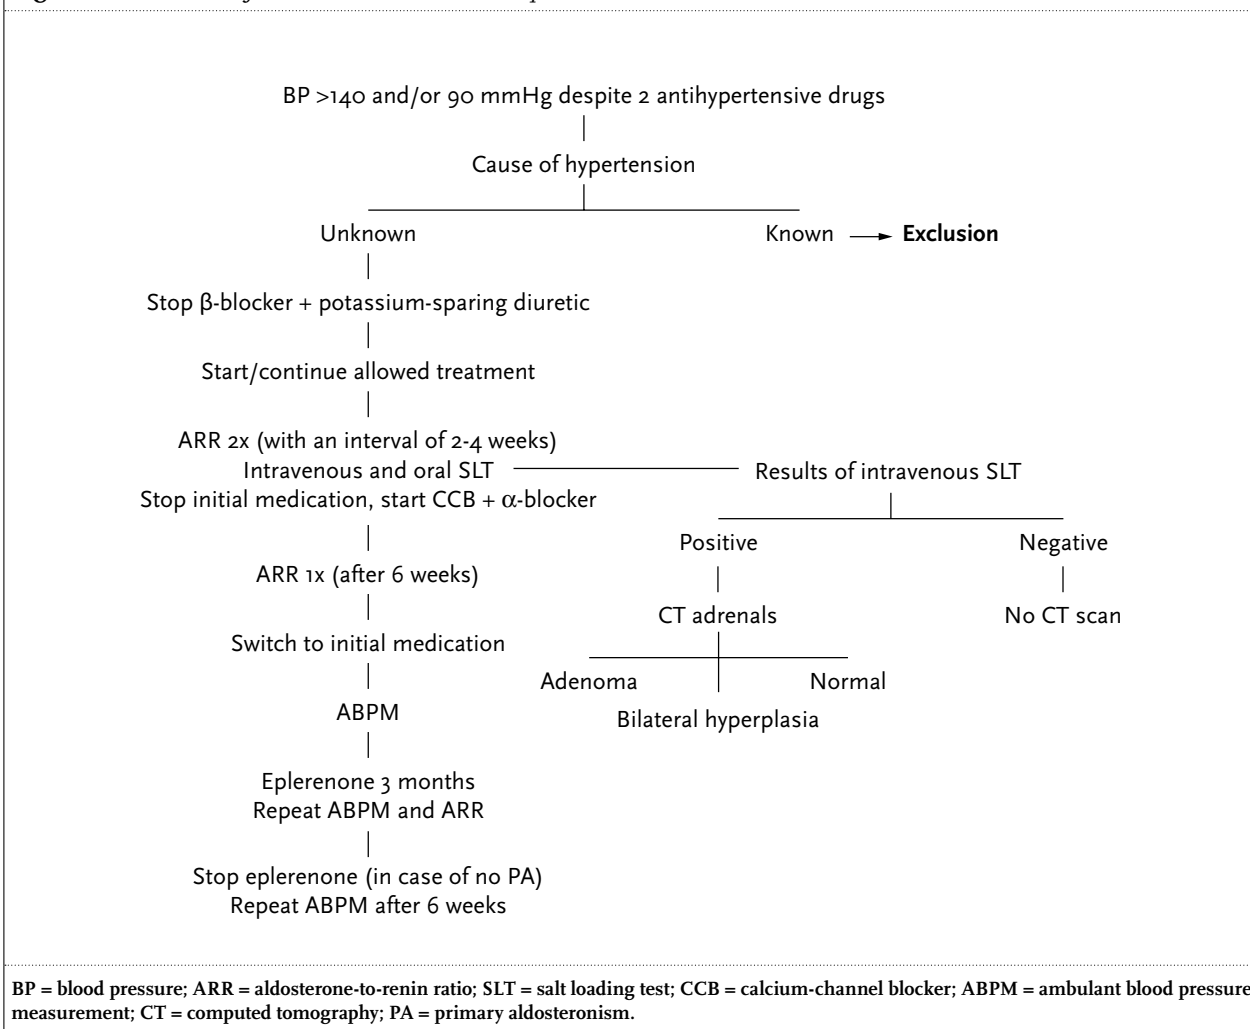 BP >140 and/or 90 mmHg despite 2 antihypertensive drugs
Cause of hypertension
Unknown
Known
Exclusion
Stop β-blocker + potassium-sparing diuretic
Start/continue allowed treatment
ARR 2x (with an interval of 2-4 weeks)
Intravenous and oral SLT
Stop initial medication, start CCB + α-blocker
Results of intravenous SLT
Positive
Negative
ARR 1x (after 6 weeks)
CT adrenals
No CT scan
Switch to initial medication
Adenoma
Normal
Bilateral hyperplasia
ABPM
Eplerenone 3 months
Repeat ABPM and ARR
Stop eplerenone (in case of no PA)
Repeat ABPM after 6 weeks
BP = blood pressure; ARR = aldosterone-to-renin ratio; SLT = salt loading test; CCB = calcium-channel blocker; ABPM = ambulant blood pressure
measurement; CT = computed tomography; PA = primary aldosteronism.